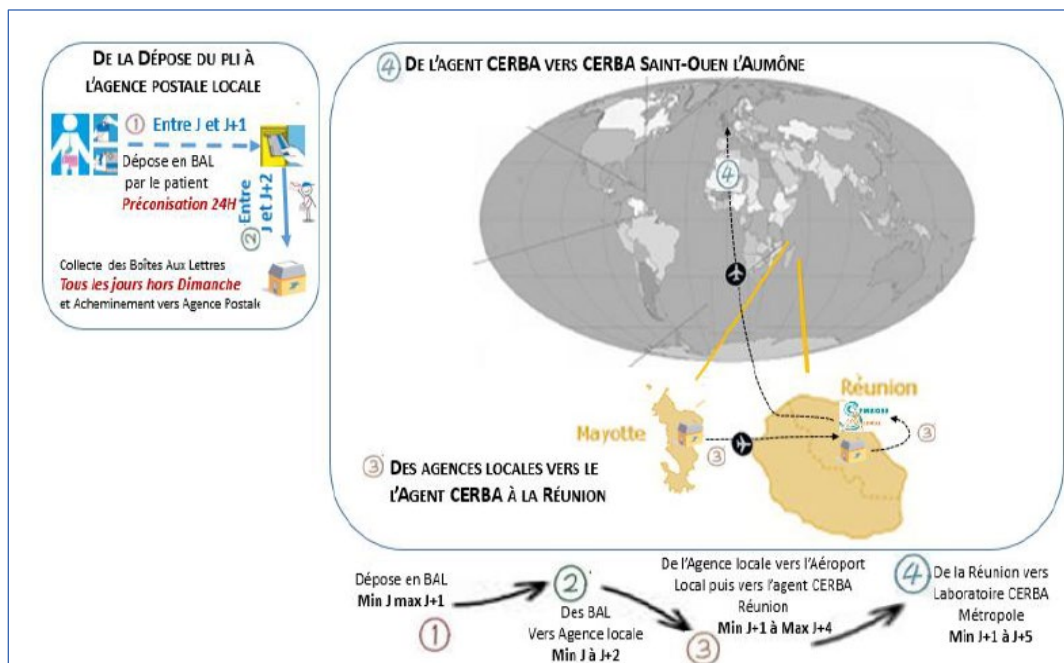 DE LA DÉPOSE DU PLI À
L'AGENCE POSTALE LOCALE
1 Entre J et J+1
Dépose en BAL
par le patient
Préconisation 24H
2 Entre
J et J+2
Collecte des Boîtes Aux Lettres
Tous les jours hors Dimanche
et Acheminement vers Agence Postale
4 DE L'AGENT CERBA VERS CERBA SAINT-OUEN L'AUMÔNE
4
Réunion
Mayotte
3
3
3 DES AGENCES LOCALES VERS LE
L'AGENT CERBA À LA RÉUNION
Dépose en BAL
Min J max J+1
1
2
Des BAL
Vers Agence locale
Min J à J+2
De l'Agence locale vers l'Aéroport
Local puis vers l'agent CERBA
Réunion
Min J+1 à Max J+4
3
4
De la Réunion vers
Laboratoire CERBA
Métropole
Min J+1 à J+5